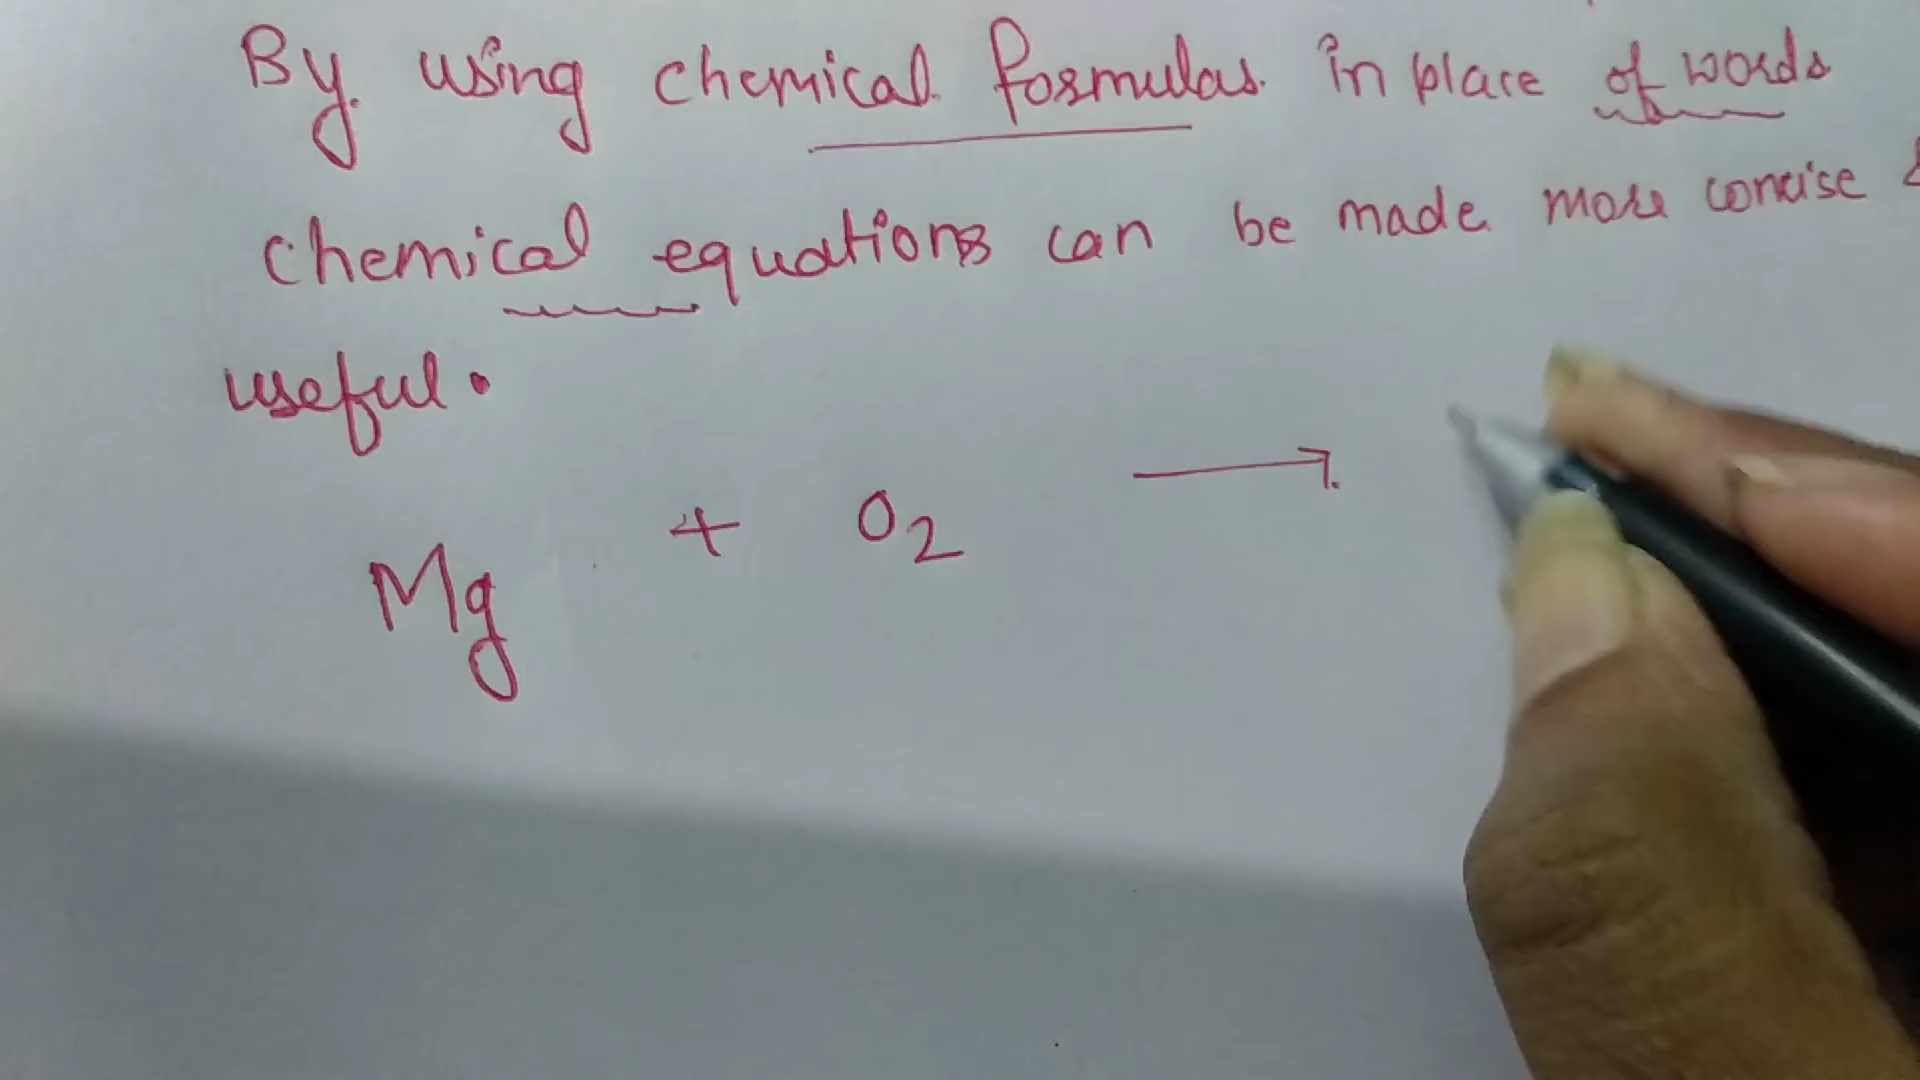 By using chemical formulas in place of words
chemical equations can be made more concise &
useful.
Mg + O2 →